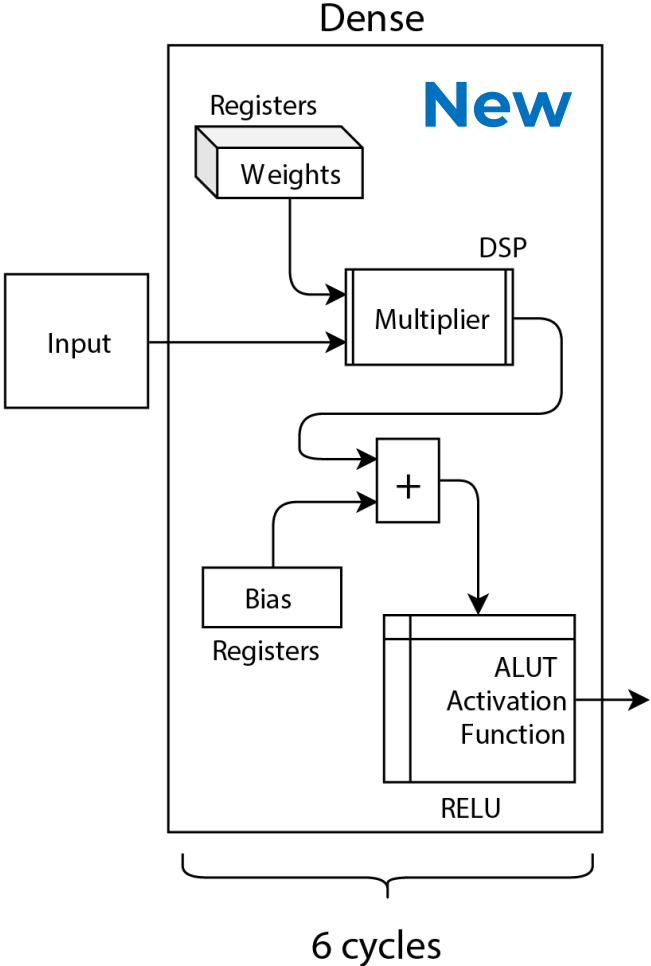 Dense
New
Registers
Weights
DSP
Multiplier
Input
+
Bias
Registers
ALUT
Activation
Function
RELU
6 cycles